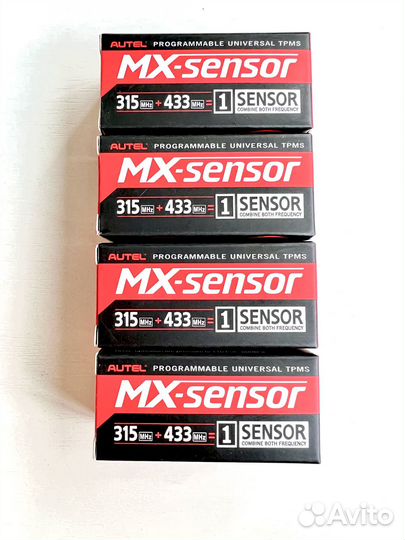 AUTEL PROGRAMMABLE UNIVERSAL TPMS
MX-sensor
315 MHz + 433 MHz = 1 SENSOR
COMBINE BOTH FREQUENCY
AUTEL PROGRAMMABLE UNIVERSAL TPMS
MX-sensor
315 MHz + 433 MHz = 1 SENSOR
COMBINE BOTH FREQUENCY
AUTEL PROGRAMMABLE UNIVERSAL TPMS
MX-sensor
315 MHz + 433 MHz = 1 SENSOR
COMBINE BOTH FREQUENCY
AUTEL PROGRAMMABLE UNIVERSAL TPMS
MX-sensor
315 MHz + 433 MHz = 1 SENSOR
COMBINE BOTH FREQUENCY
Avito